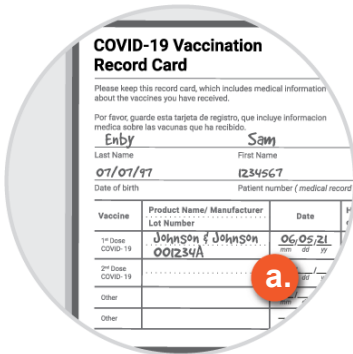 COVID-19 Vaccination
Record Card
Please keep this record card, which includes medical information
about the vaccines you have received.
Por favor, guarde esta tarjeta de registro, que incluye informacion
medica sobre las vacunas que ha recibido.
Enby Sam
Last Name First Name
07/07/97 1234567
Date of birth Patient number (medical record
Vaccine Product Name/ Manufacturer Date H
Lot Number
1st Dose Johnson & Johnson 06,05,21
COVID-19 001234A mm dd yy
2nd Dose
COVID-19 dd
a.
Other
mm
Other